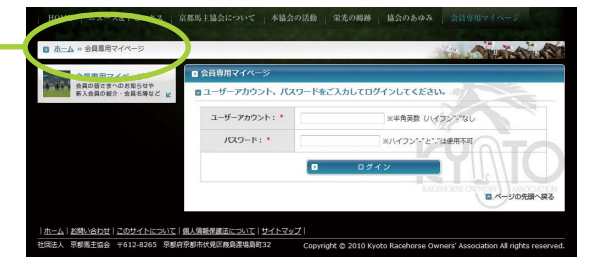 京都馬主協会について　本協会の活動　栄光の蹄跡　協会のあゆみ　会員専用マイページ
ホーム » 会員専用マイページ
会員の皆さまへのお知らせや
新入会員の紹介・会員名簿など
会員専用マイページ
ユーザーアカウント、パスワードをご入力してログインしてください。
ユーザーアカウント： * ※半角英数（ハイフン"-"なし
パスワード： * ※ハイフン"-"と"."は使用不可
ログイン
KYOTO
RACEHORSE OWNERS' ASSOCIATION
ページの先頭へ戻る
| ホーム | お問い合わせ | このサイトについて | 個人情報保護法について | サイトマップ |
社団法人　京都馬主協会　〒612-8265　京都府京都市伏見区葭島渡場島町32　Copyright © 2010 Kyoto Racehorse Owners' Association All rights reserved.